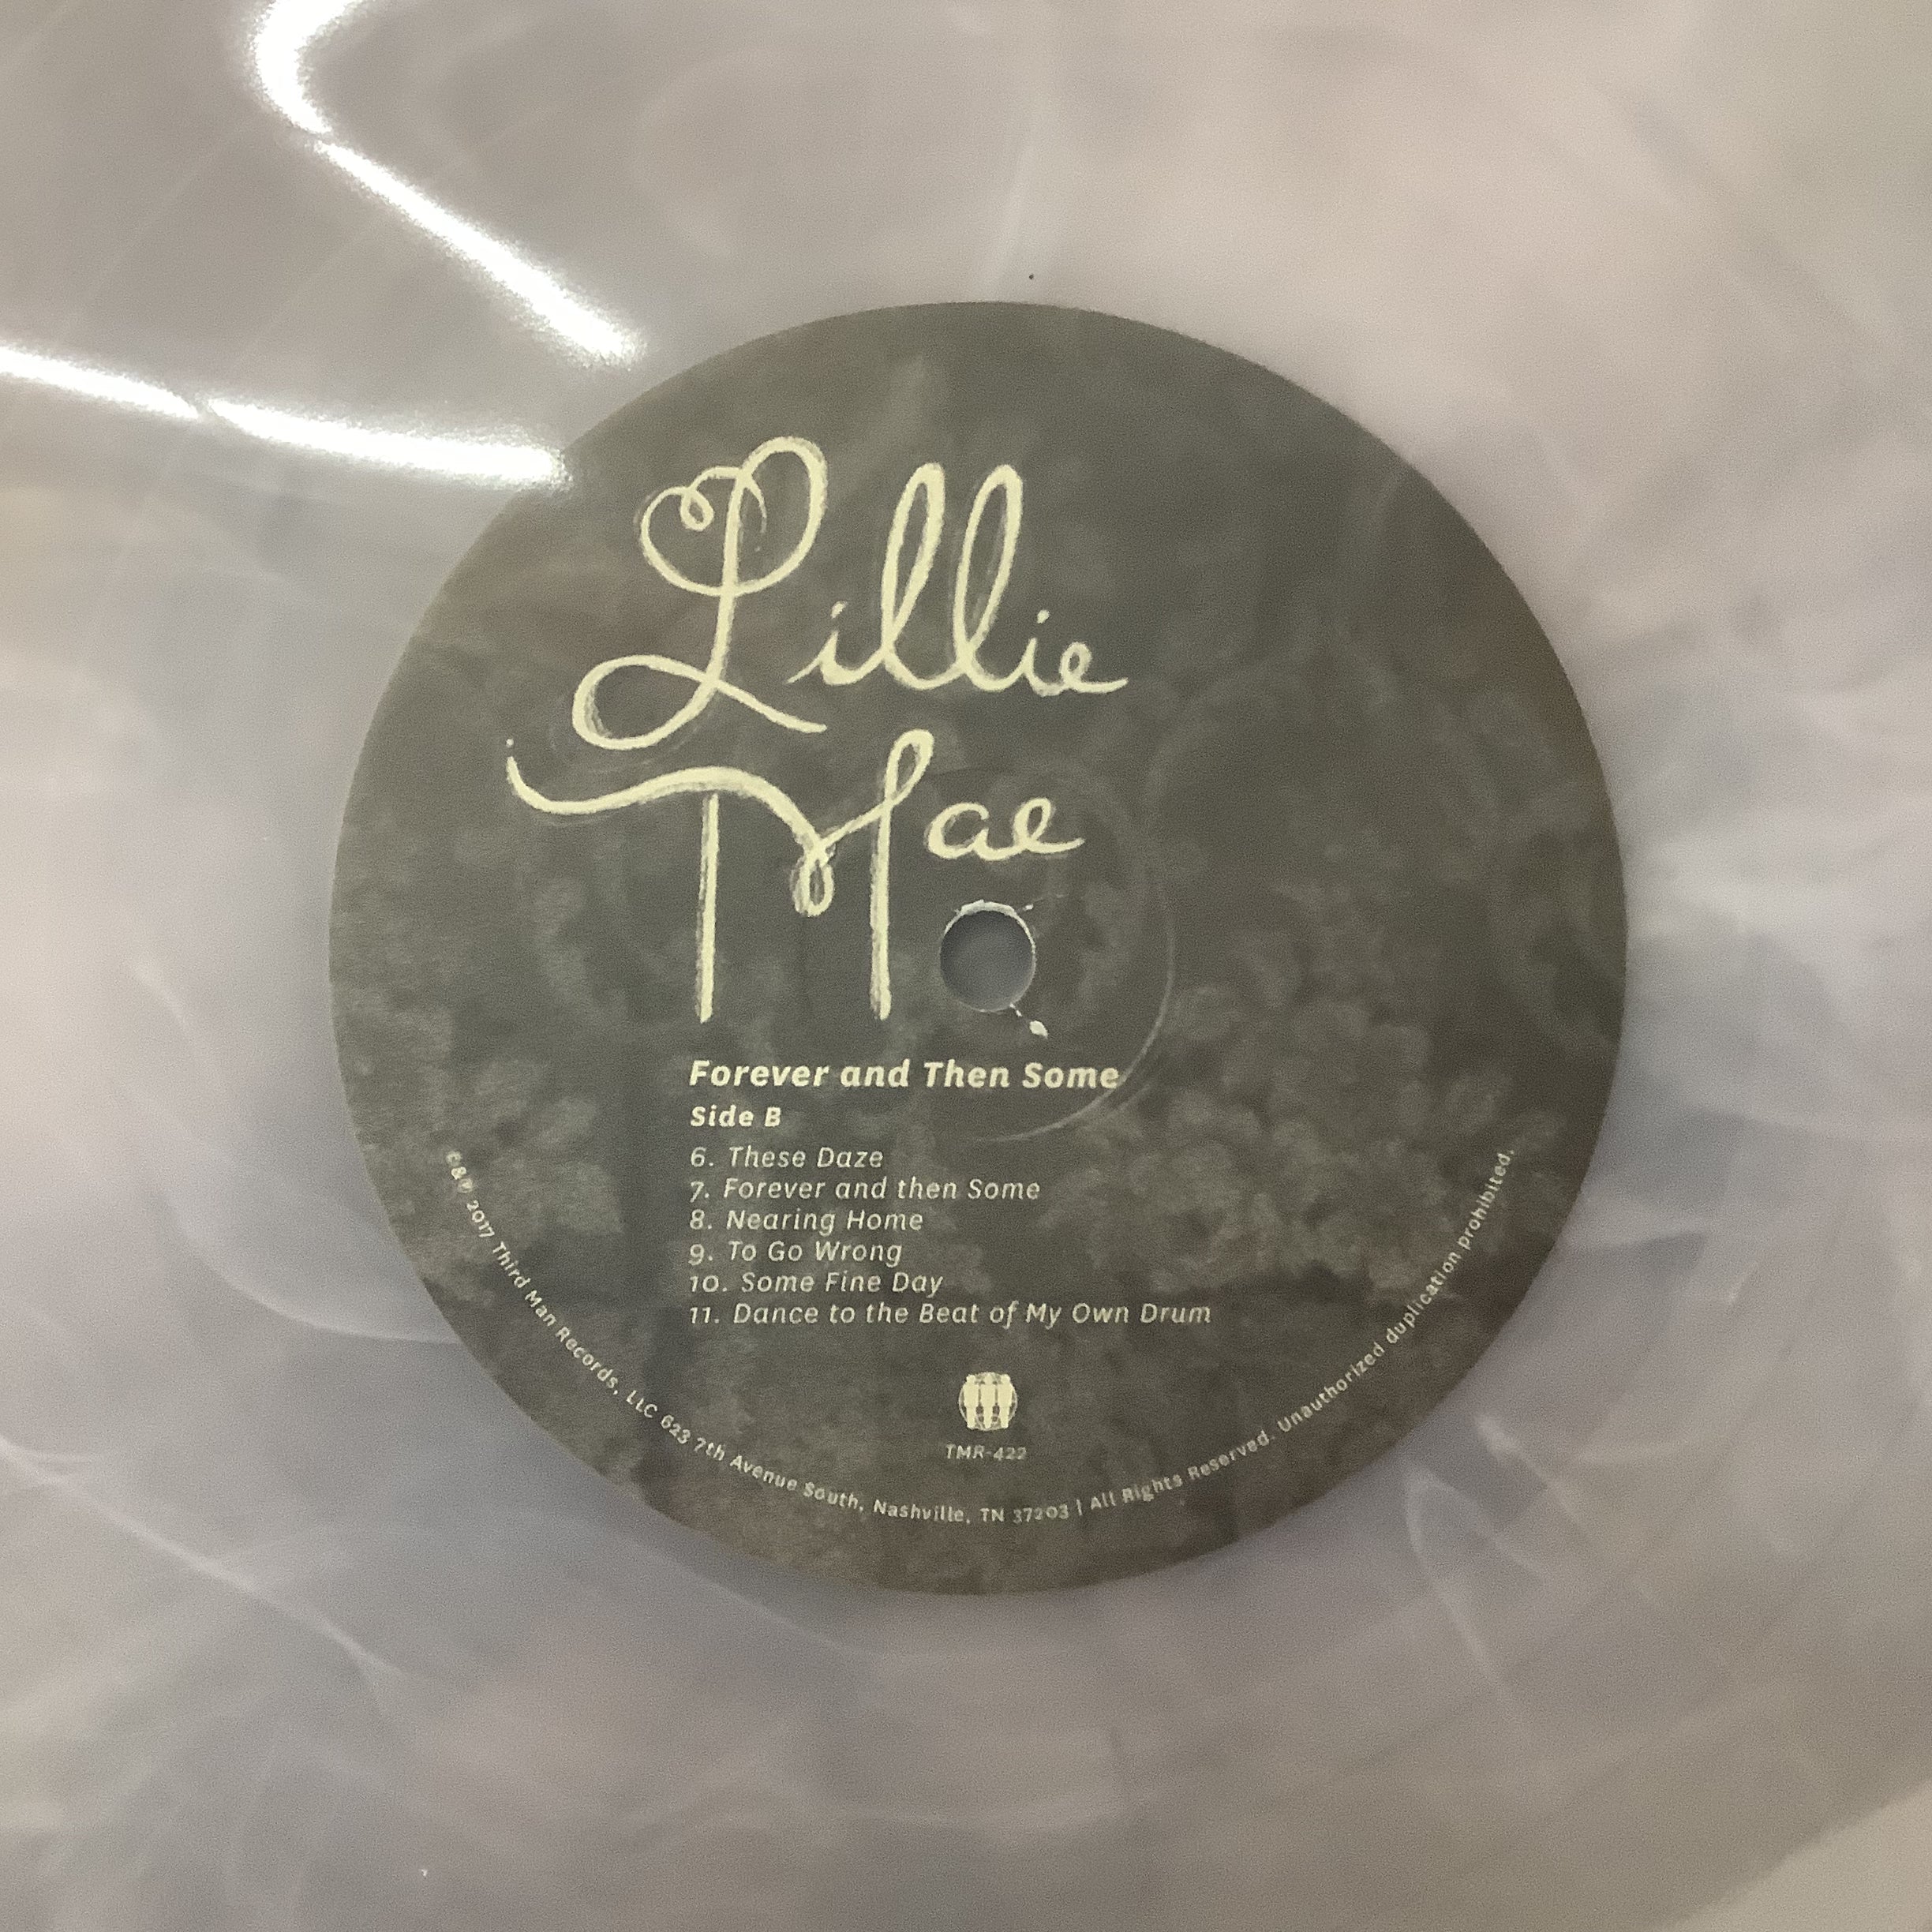 Lillie
Mae
Forever and Then Some
Side B
6. These Daze
7. Forever and then Some
8. Nearing Home
9. To Go Wrong
10. Some Fine Day
11. Dance to the Beat of My Own Drum
TMR-422
©&℗ 2017 Third Man Records, LLC 623 7th Avenue South, Nashville, TN 37203 | All Rights Reserved. Unauthorized duplication prohibited.